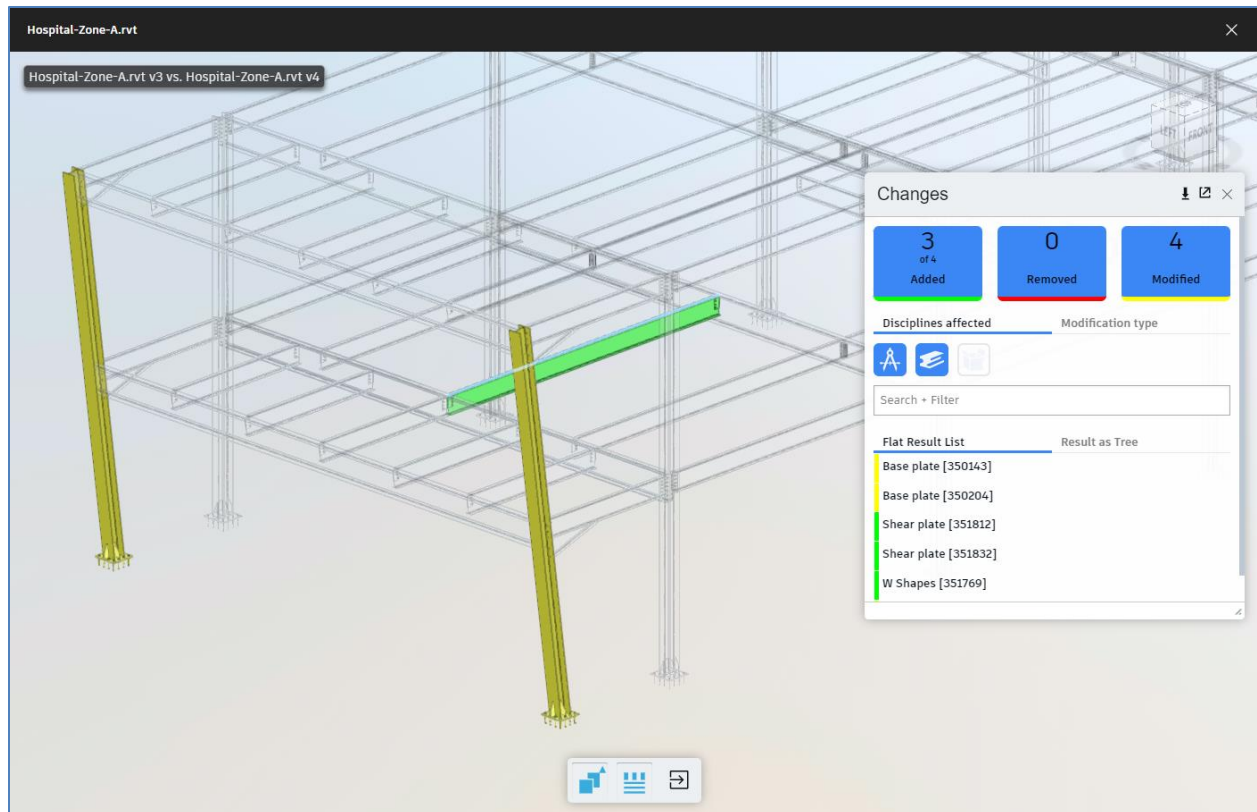 Hospital-Zone-A.rvt
Hospital-Zone-A.rvt v3 vs. Hospital-Zone-A.rvt v4
LEFT FRONT
Changes
3 0 4
of 4
Added Removed Modified
Disciplines affected Modification type
Search + Filter
Flat Result List Result as Tree
Base plate [350143]
Base plate [350204]
Shear plate [351812]
Shear plate [351832]
W Shapes [351769]